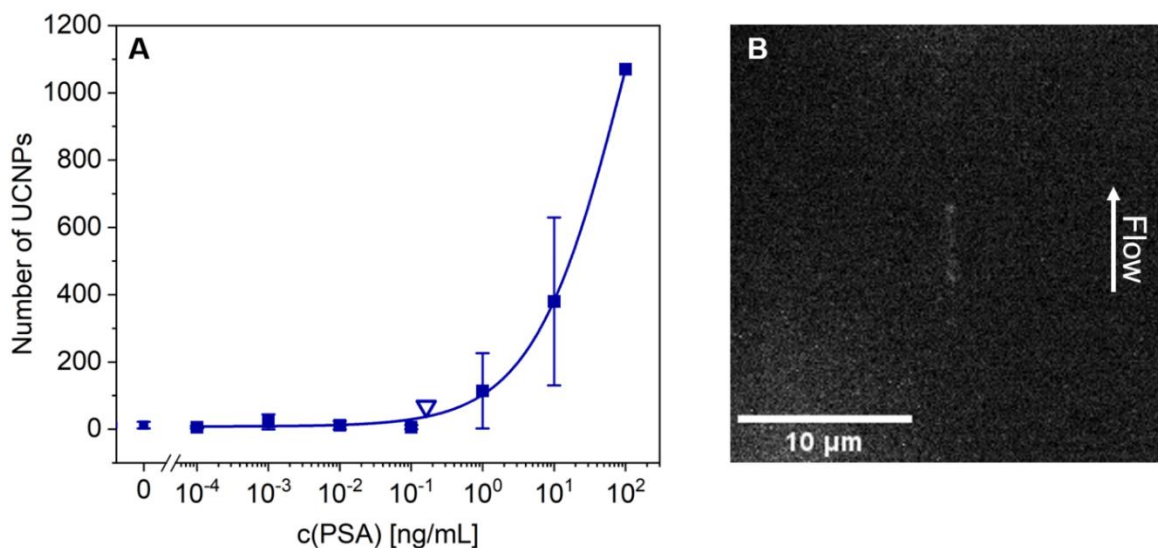 A
1200
1000
800
600
400
200
0
Number of UCNPs
0 10⁻⁴ 10⁻³ 10⁻² 10⁻¹ 10⁰ 10¹ 10²
c(PSA) [ng/mL]
B
Flow
10 µm